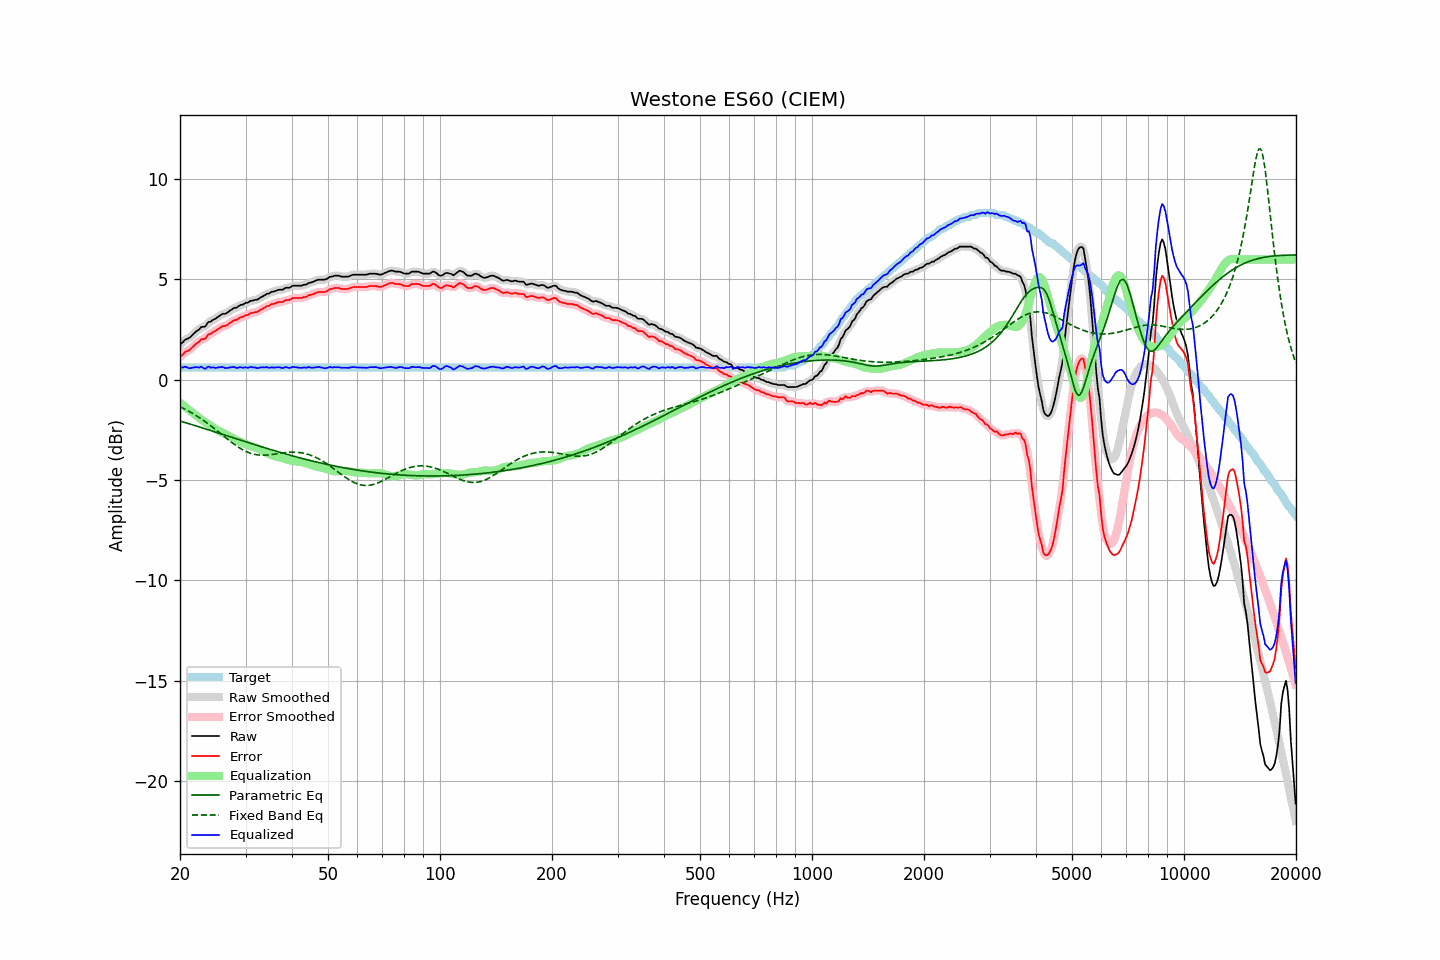 Westone ES60 (CIEM)
Amplitude (dBr)
10
5
0
−5
−10
−15
−20
Target
Raw Smoothed
Error Smoothed
Raw
Error
Equalization
Parametric Eq
Fixed Band Eq
Equalized
20 50 100 200 500 1000 2000 5000 10000 20000
Frequency (Hz)